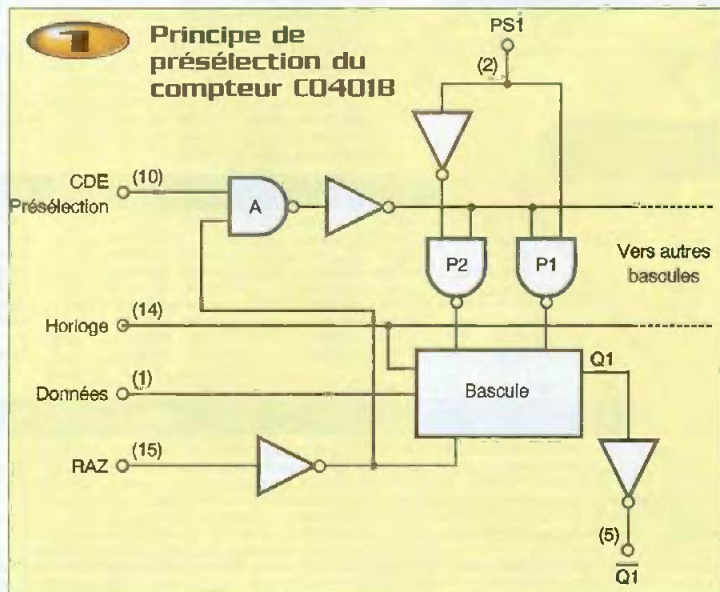 1
Principe de
présélection du
compteur CD4018
PS1
(2)
CDE
Présélection
(10)
A
P2
P1
Vers autres
bascules
Horloge
(14)
Q1
Données
(1)
Bascule
RAZ
(15)
(5)
Q1